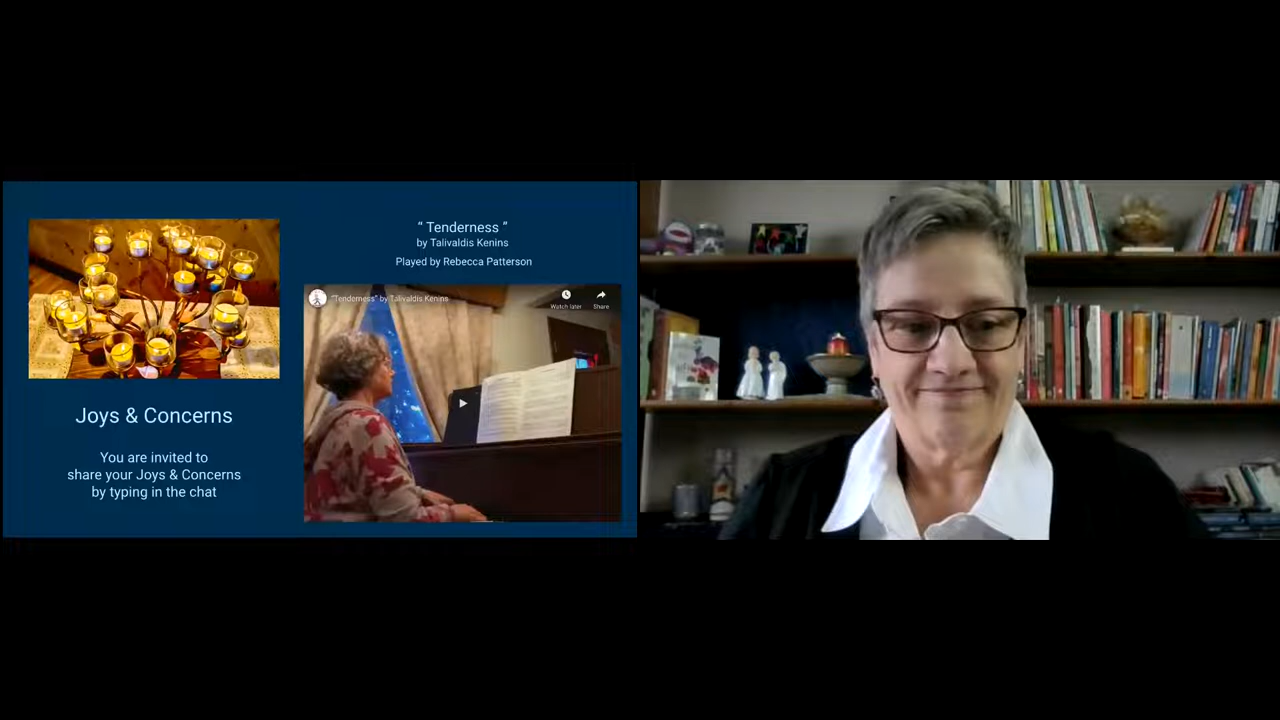 “ Tenderness ”
by Talivaldis Kenins
Played by Rebecca Patterson
"Tenderness" by Talivaldis Kenins
Watch later
Share
Joys & Concerns
You are invited to
share your Joys & Concerns
by typing in the chat